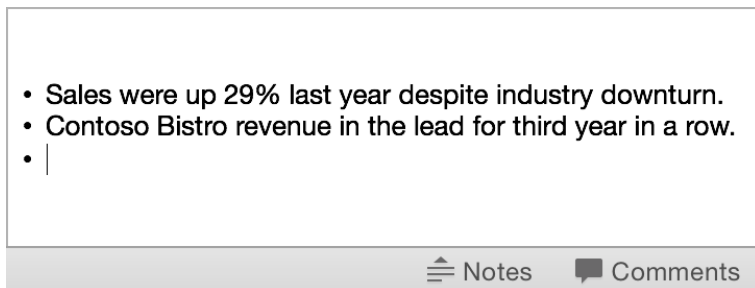 • Sales were up 29% last year despite industry downturn.
• Contoso Bistro revenue in the lead for third year in a row.
•
Notes Comments